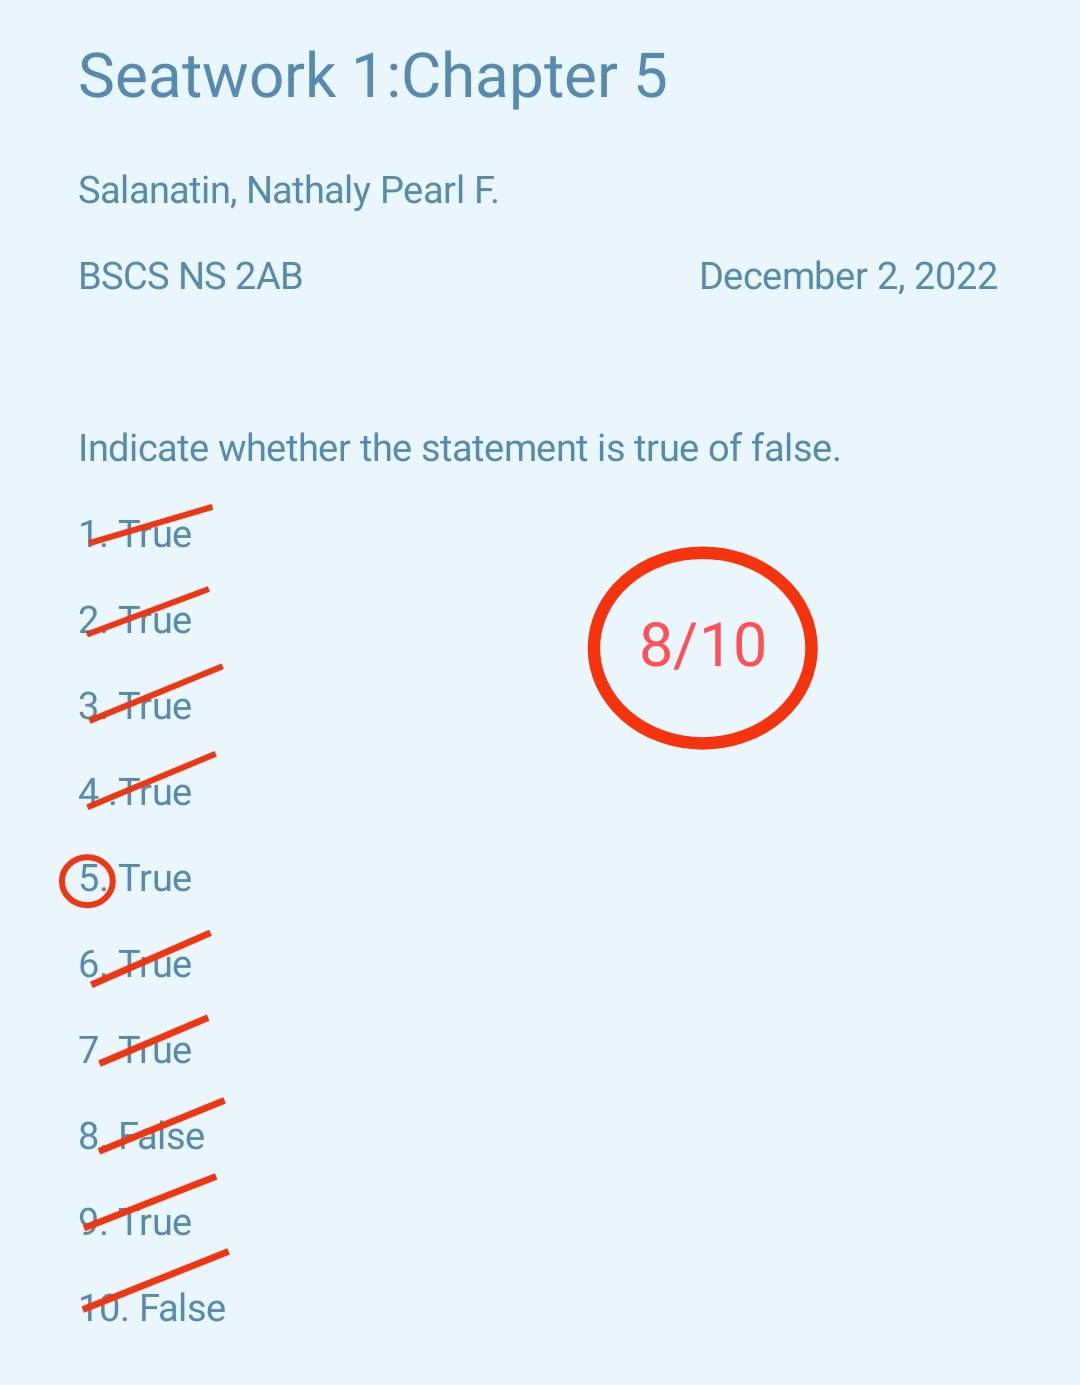 Seatwork 1:Chapter 5
Salanatin, Nathaly Pearl F.
BSCS NS 2AB December 2, 2022
Indicate whether the statement is true of false.
1. True
2. True
8/10
3. True
4 .True
5. True
6. True
7. True
8. False
9. True
10. False